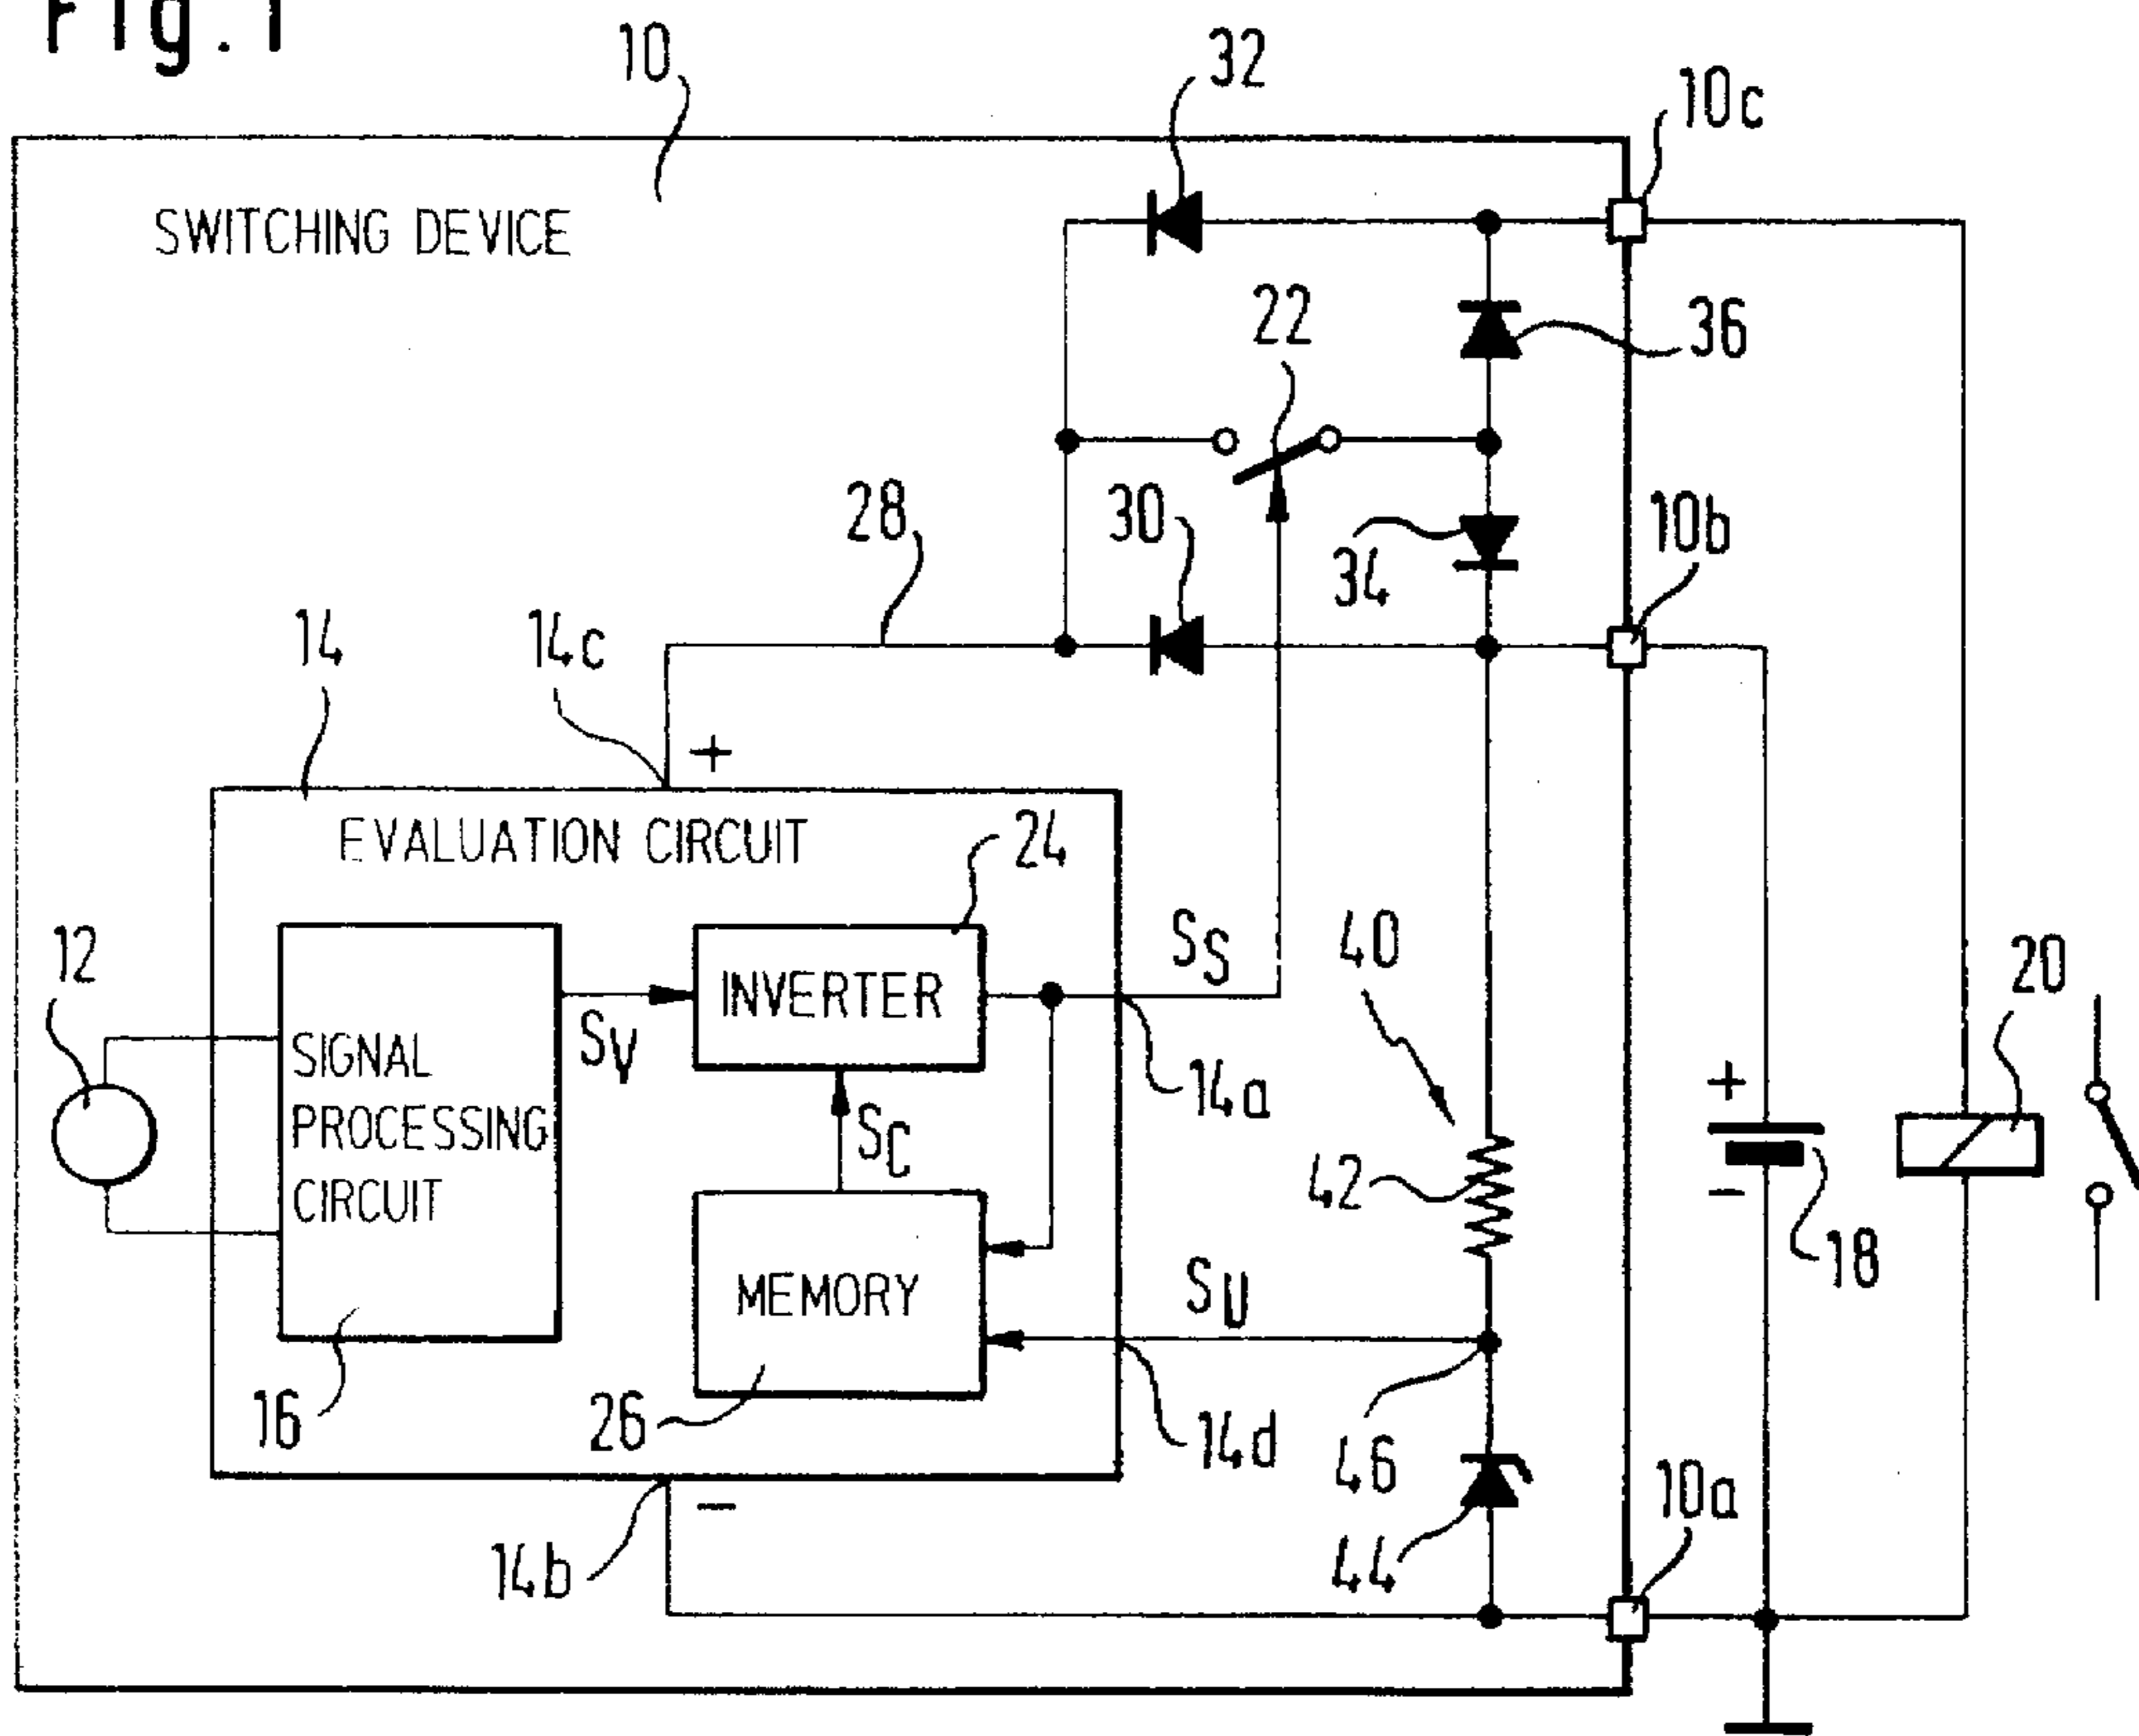 Fig. 1
10
32
10c
SWITCHING DEVICE
22
36
28
30
34
10b
14
14c
+
EVALUATION CIRCUIT
24
12
SIGNAL
PROCESSING
CIRCUIT
SV
INVERTER
SS
40
20
14a
SC
42
+
−
18
MEMORY
SU
16
26
14d
46
14b
−
44
10a